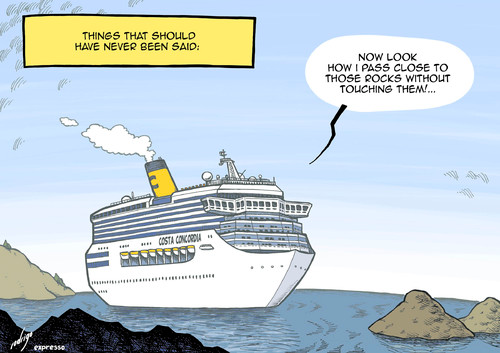 THINGS THAT SHOULD
HAVE NEVER BEEN SAID:
NOW LOOK
HOW I PASS CLOSE TO
THOSE ROCKS WITHOUT
TOUCHING THEM!...
E
COSTA CONCORDIA
rodrigo
expresso